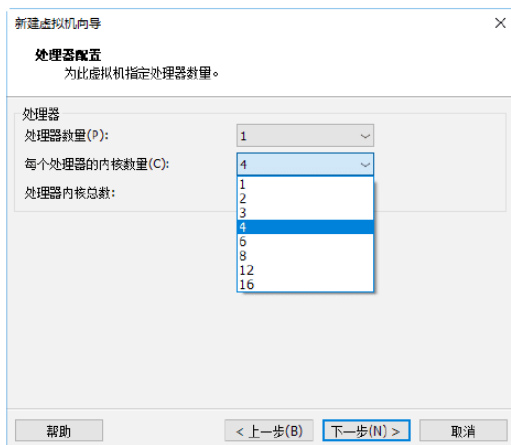 新建虚拟机向导
处理器配置
为此虚拟机指定处理器数量。
处理器
处理器数量(P): 1
每个处理器的内核数量(C): 4
处理器内核总数:
1
2
3
4
6
8
12
16
帮助 < 上一步(B) 下一步(N) > 取消